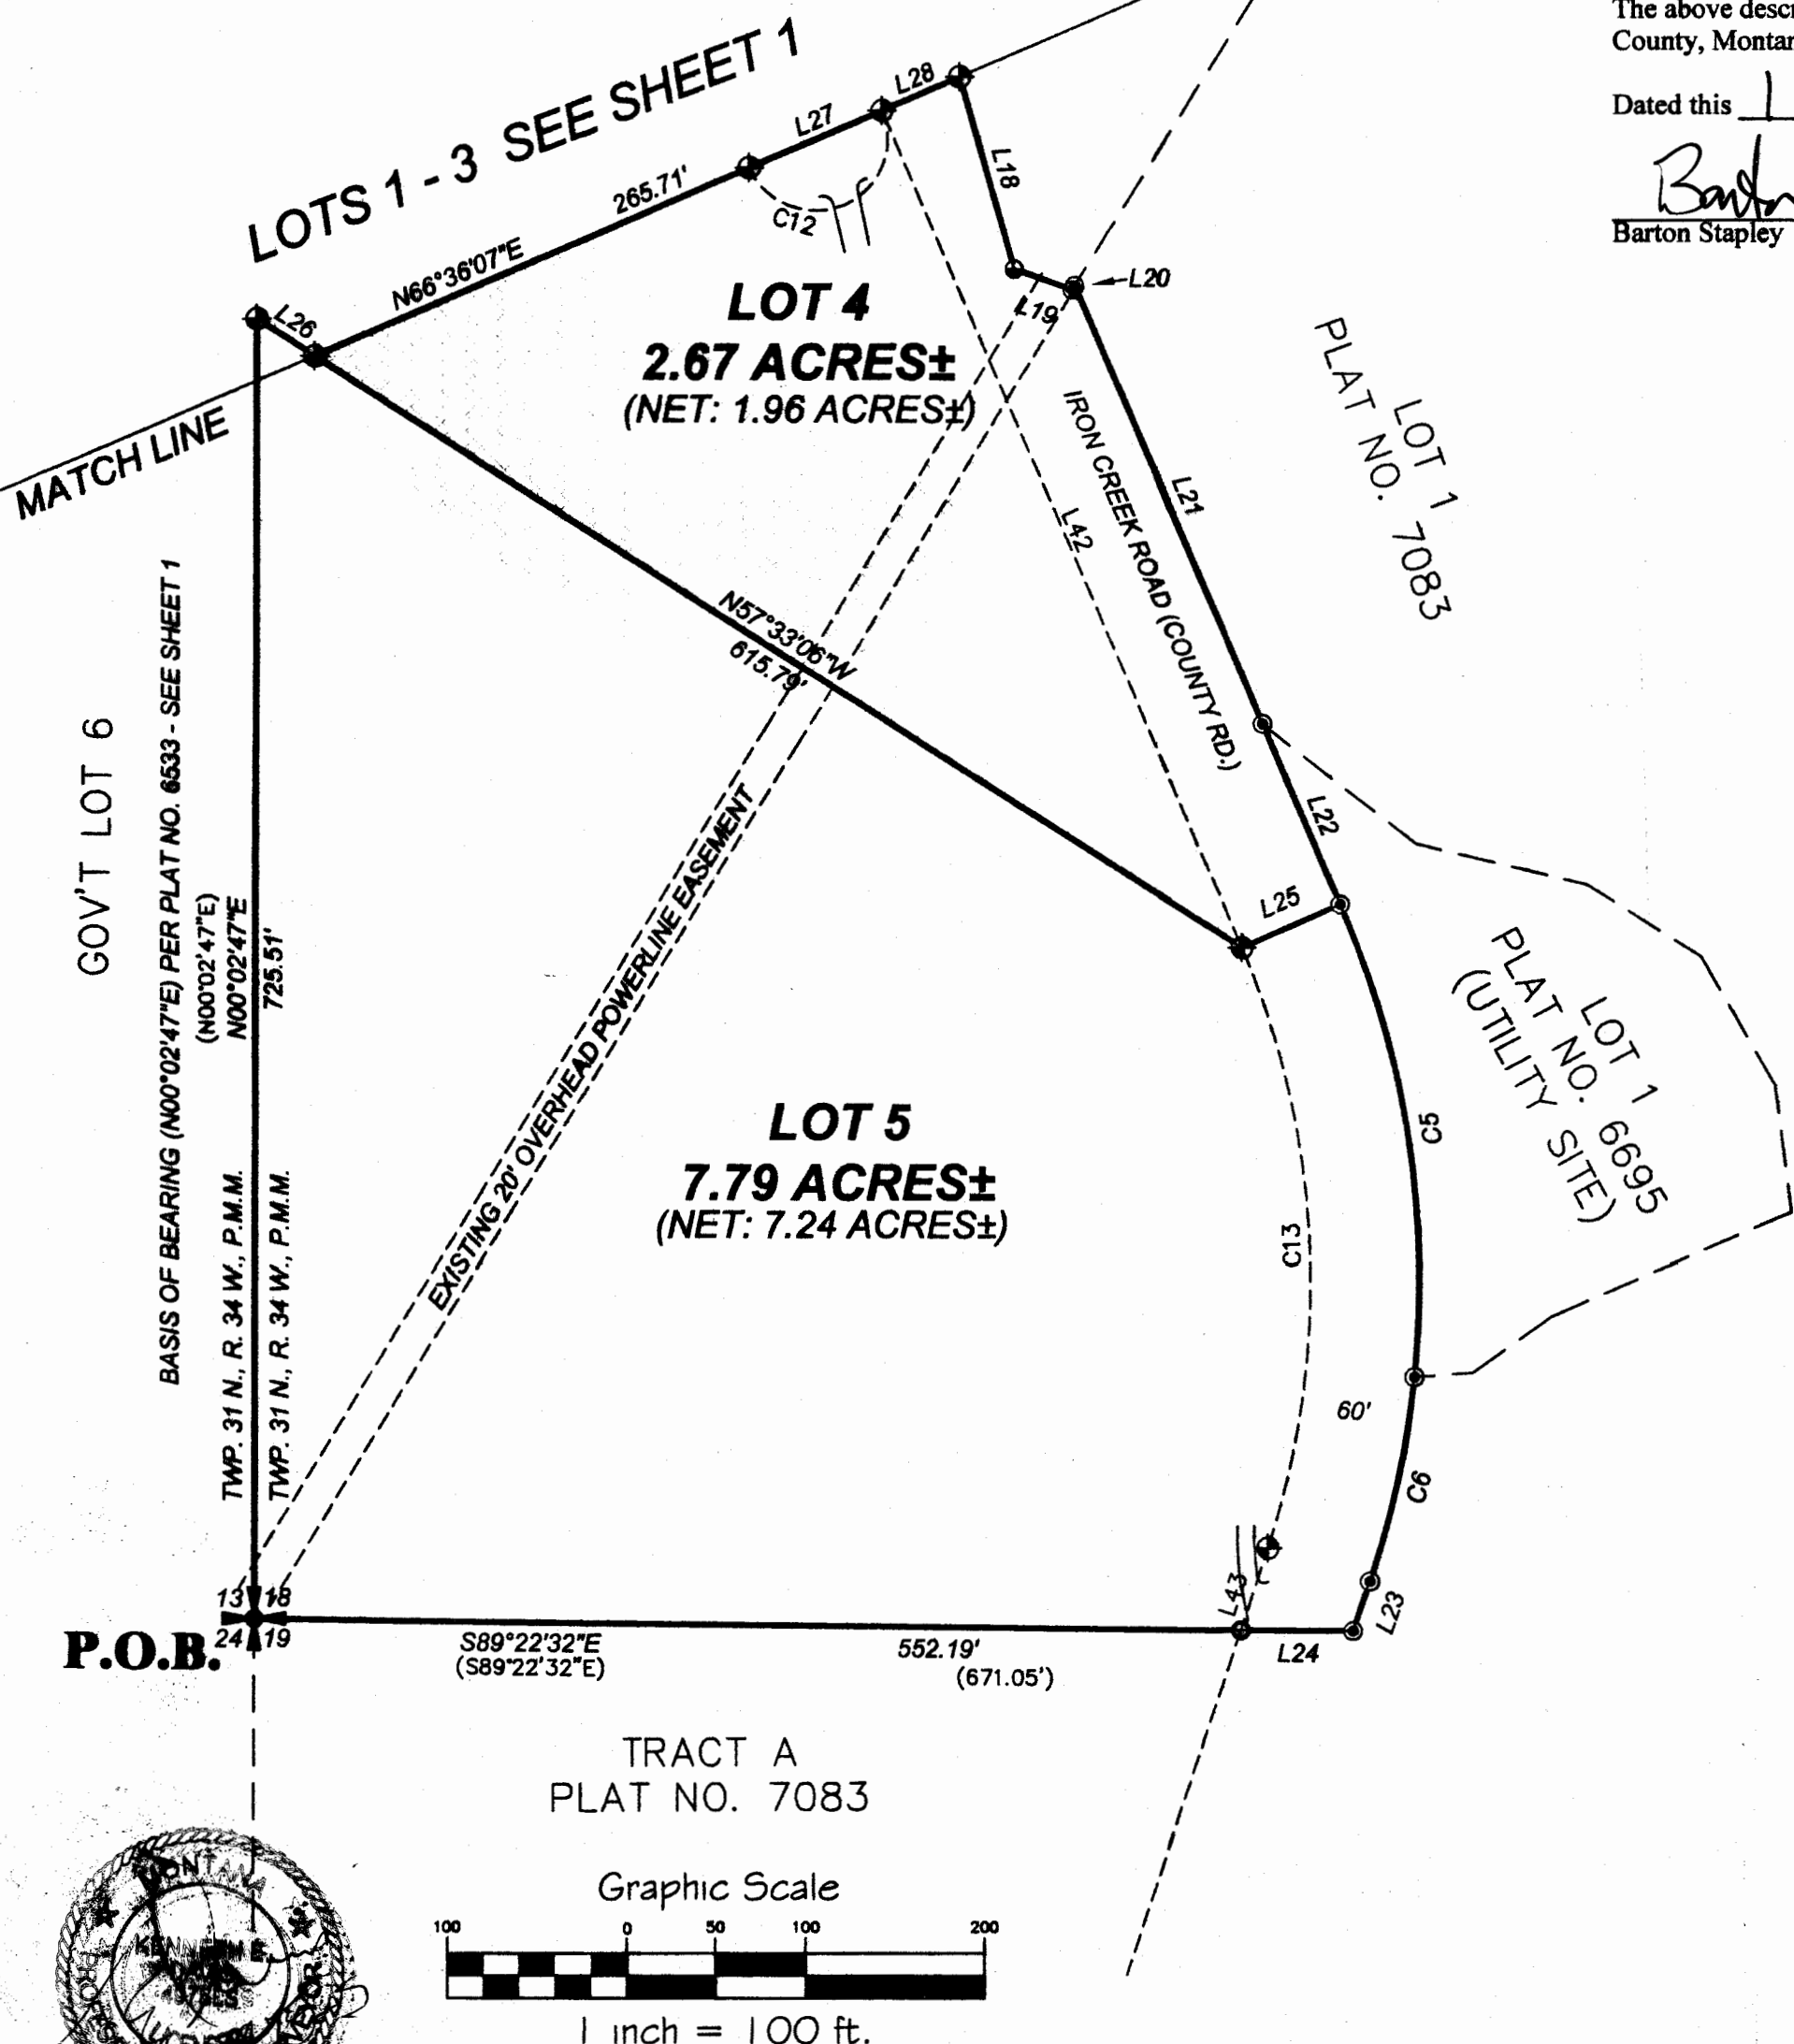 The above descr
County, Montar
Dated this 1
Barton
Barton Stapley
LOTS 1 - 3 SEE SHEET 1
L28
L27
265.71'
N66°36'07"E
C12
L18
L20
L19
L26
LOT 4
2.67 ACRES±
(NET: 1.96 ACRES±)
MATCH LINE
IRON CREEK ROAD (COUNTY RD.)
L21
L42
LOT 1
PLAT NO. 7083
N57°33'06"W
615.79'
L22
L25
GOV'T LOT 6
BASIS OF BEARING (N00°02'47"E) PER PLAT NO. 6533 - SEE SHEET 1
(N00°02'47"E)
N00°02'47"E
725.51'
TWP. 31 N., R. 34 W., P.M.M.
TWP. 31 N., R. 34 W., P.M.M.
EXISTING 20' OVERHEAD POWERLINE EASEMENT
LOT 5
7.79 ACRES±
(NET: 7.24 ACRES±)
C5
C13
LOT 1
PLAT NO. 6695
(UTILITY SITE)
60'
C6
L43
L23
L24
13 18
24 19
P.O.B.
S89°22'32"E
(S89°22'32"E)
552.19'
(671.05')
TRACT A
PLAT NO. 7083
Graphic Scale
100 0 50 100 200
1 inch = 100 ft.
MONTANA
KENNETH E.